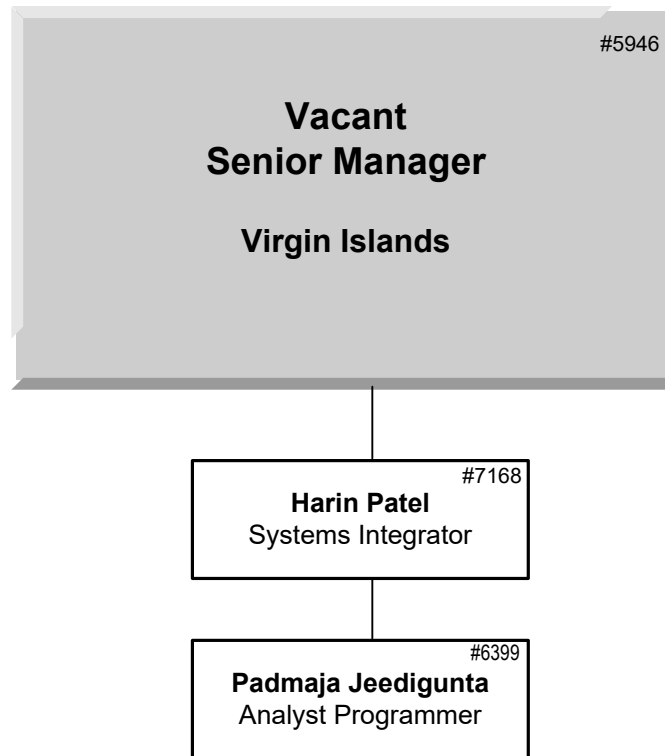 #5946
Vacant
Senior Manager
Virgin Islands
#7168
Harin Patel
Systems Integrator
#6399
Padmaja Jeedigunta
Analyst Programmer